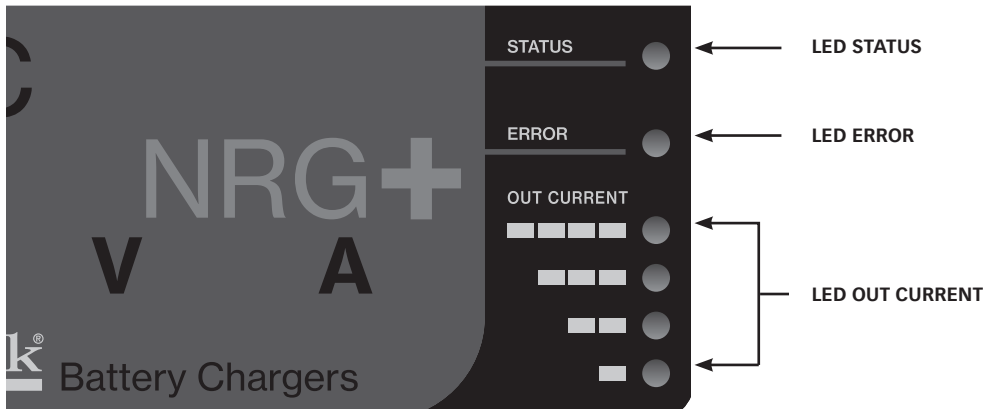 STATUS
LED STATUS
ERROR
LED ERROR
NRG+
OUT CURRENT
V A
LED OUT CURRENT
Battery Chargers